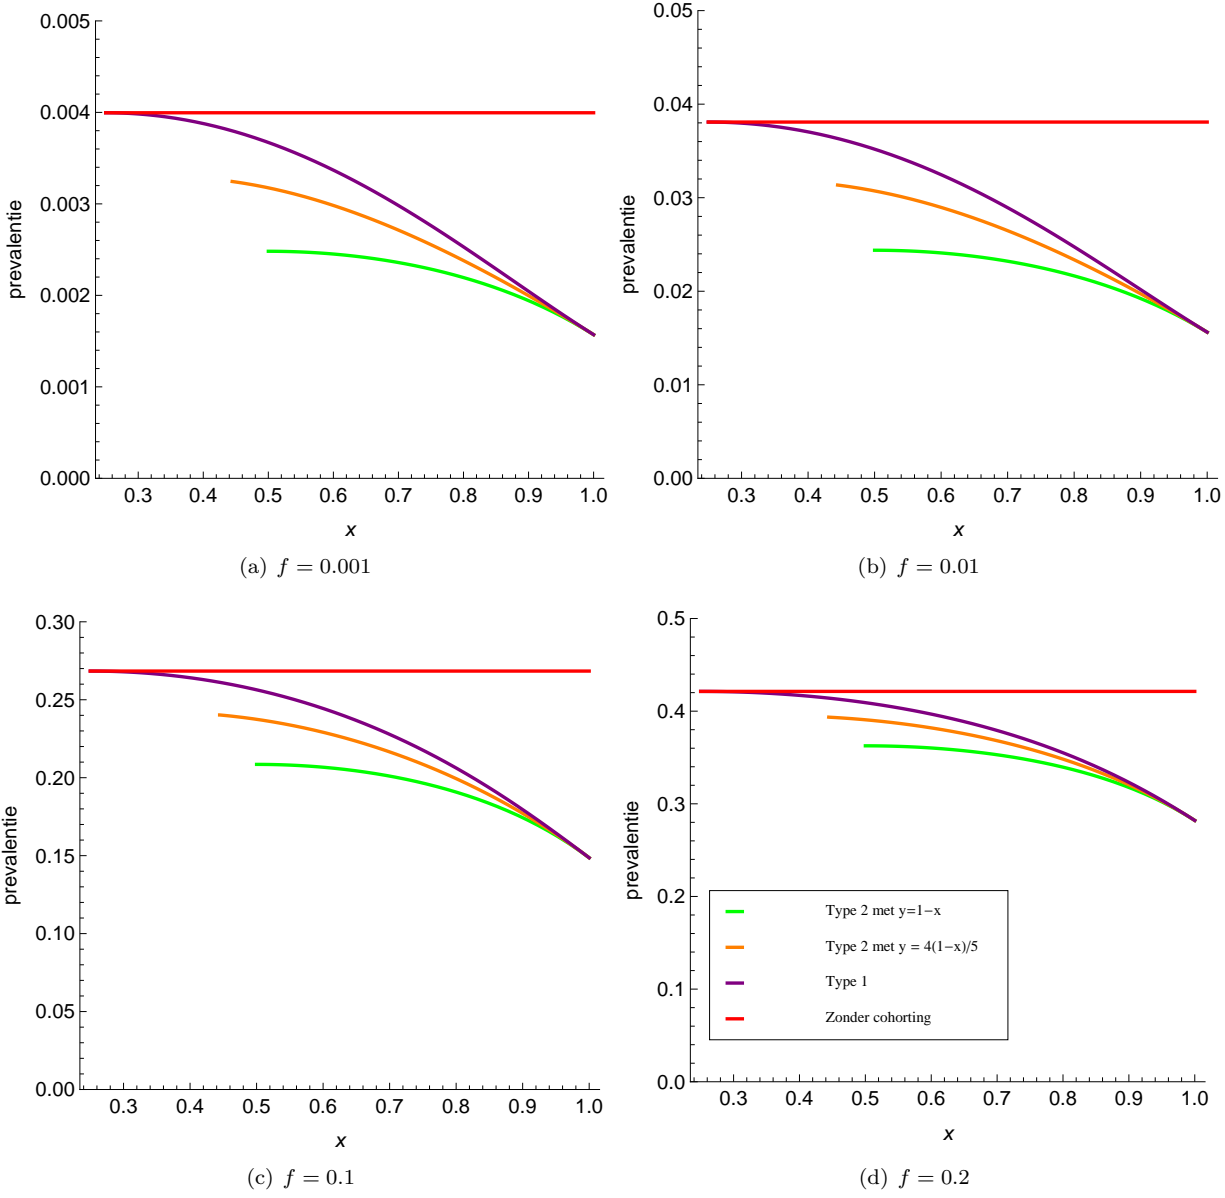 0.005
0.004
0.003
0.002
0.001
0.000
prevalentie
0.3 0.4 0.5 0.6 0.7 0.8 0.9 1.0
x
(a) f = 0.001
0.05
0.04
0.03
0.02
0.01
0.00
prevalentie
0.3 0.4 0.5 0.6 0.7 0.8 0.9 1.0
x
(b) f = 0.01
0.30
0.25
0.20
0.15
0.10
0.05
0.00
prevalentie
0.3 0.4 0.5 0.6 0.7 0.8 0.9 1.0
x
(c) f = 0.1
0.5
0.4
0.3
0.2
0.1
0.0
prevalentie
Type 2 met y=1−x
Type 2 met y = 4(1−x)/5
Type 1
Zonder cohorting
0.3 0.4 0.5 0.6 0.7 0.8 0.9 1.0
x
(d) f = 0.2